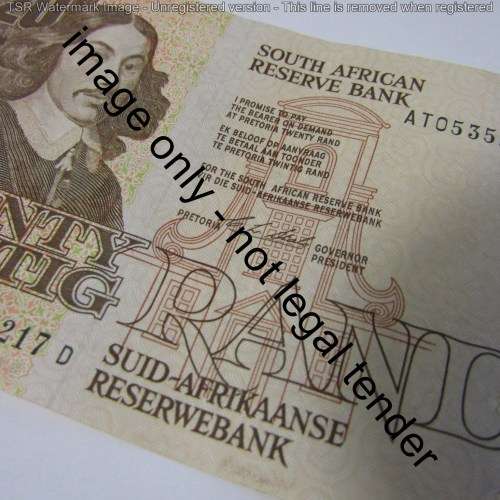 TSR Watermark Image - Unregistered version - This line is removed when registered
SOUTH AFRICAN
RESERVE BANK
AT0535
I PROMISE TO PAY
THE BEARER ON DEMAND
AT PRETORIA TWENTY RAND
EK BELOOF OP AANVRAAG
TE BETAAL AAN TOONDER
TE PRETORIA TWINTIG RAND
FOR THE SOUTH AFRICAN RESERVE BANK
DIE SUID-AFRIKAANSE RESERWEBANK
PRETORIA
GOVERNOR
PRESIDENT
NTY
TIG
RAND
217 D
SUID-AFRIKAANSE
RESERWEBANK
image only - not legal tender